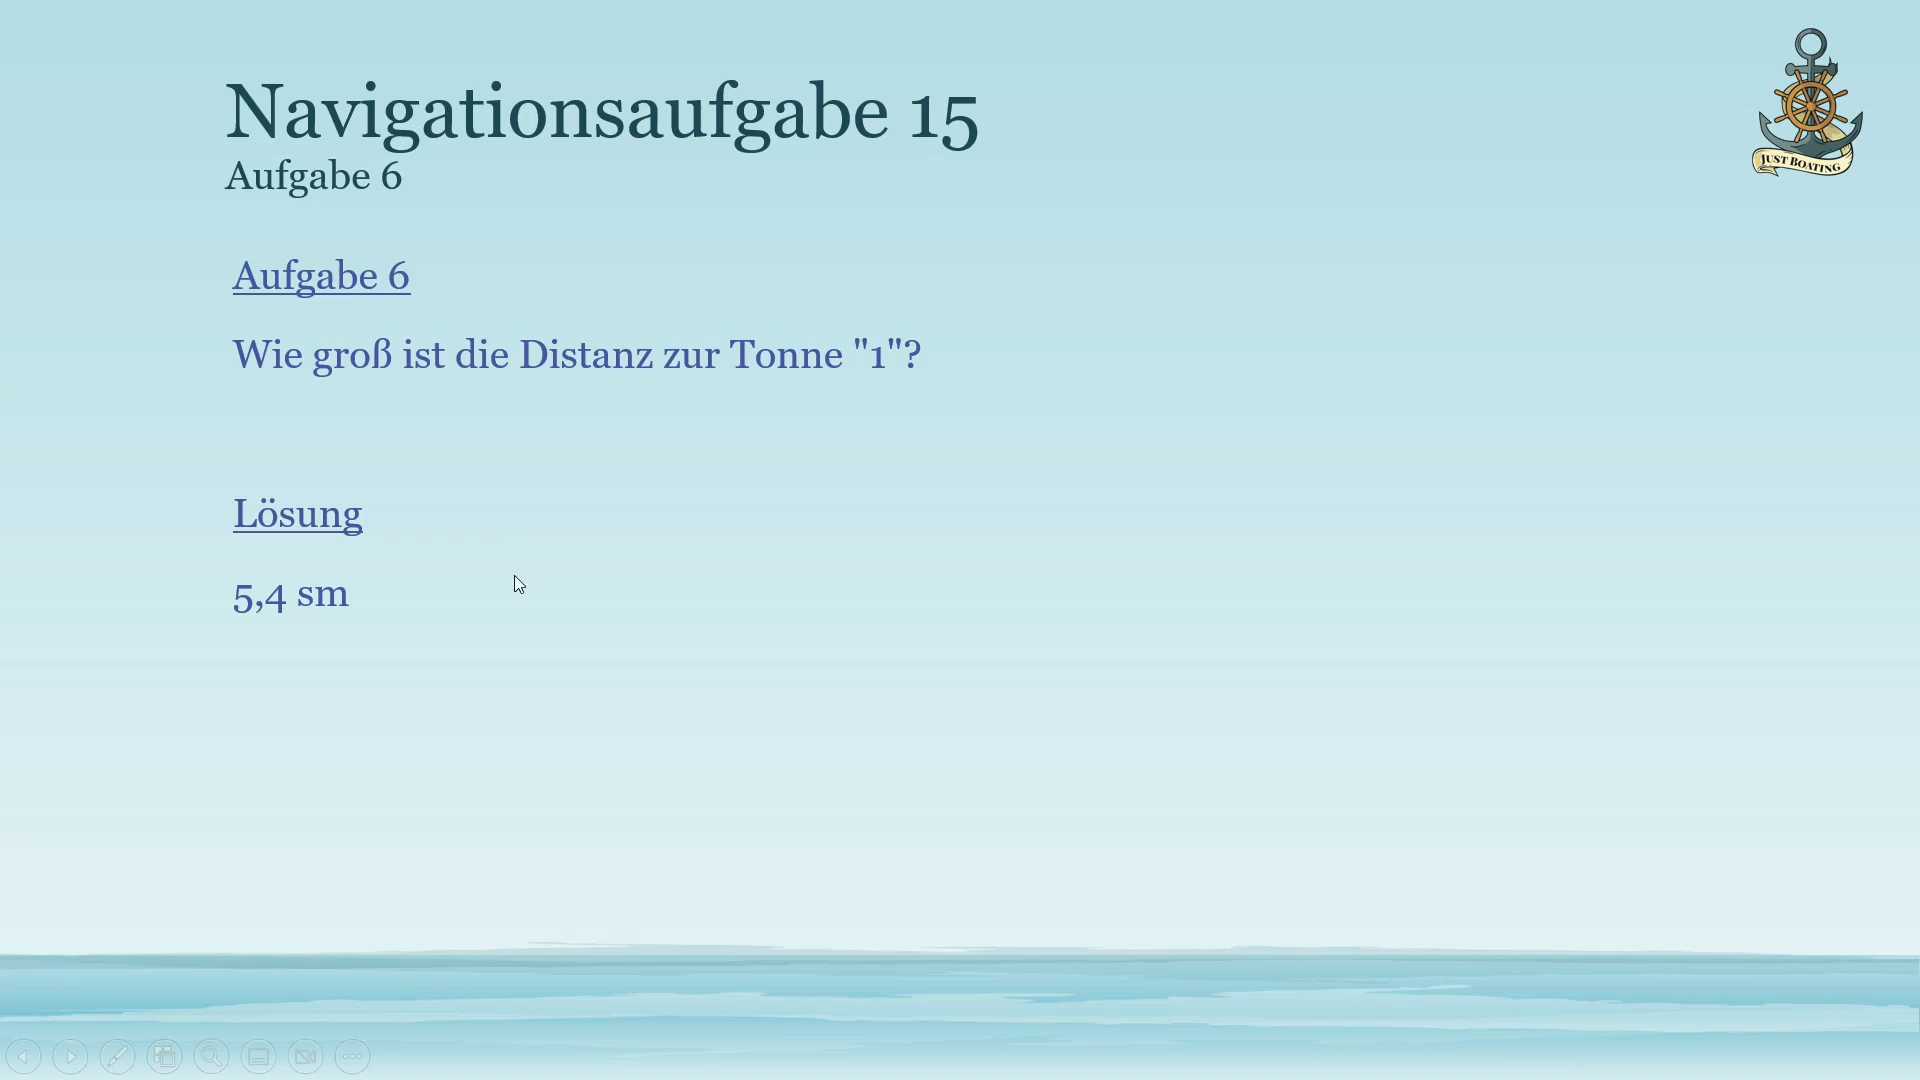 Navigationsaufgabe 15
Aufgabe 6
JUST BOATING
Aufgabe 6
Wie groß ist die Distanz zur Tonne "1"?
Lösung
5,4 sm